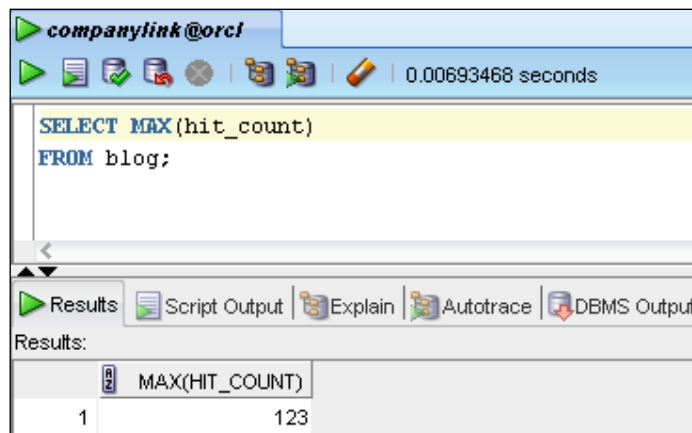 companylink@orcl
0.00693468 seconds
SELECT MAX(hit_count)
FROM blog;
Results Script Output Explain Autotrace DBMS Output
Results:
MAX(HIT_COUNT)
1 123